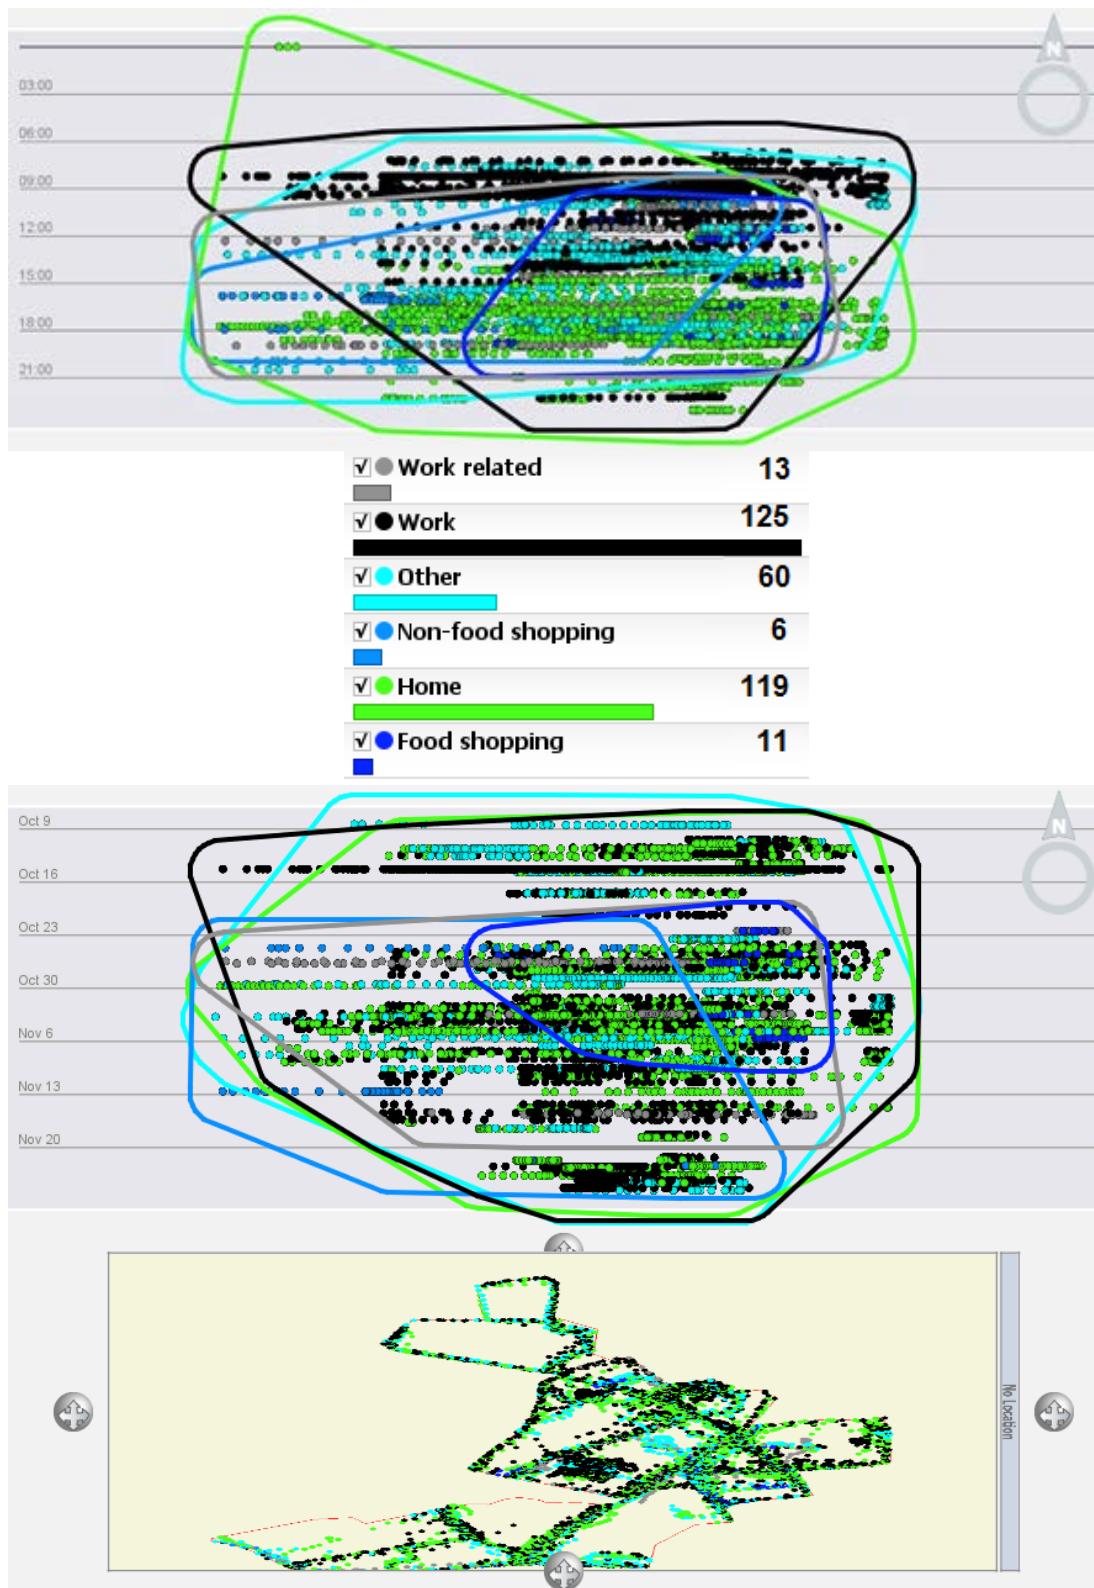 N
03:00
06:00
09:00
12:00
15:00
18:00
21:00
Work related 13
Work 125
Other 60
Non-food shopping 6
Home 119
Food shopping 11
N
Oct 9
Oct 16
Oct 23
Oct 30
Nov 6
Nov 13
Nov 20
No Location